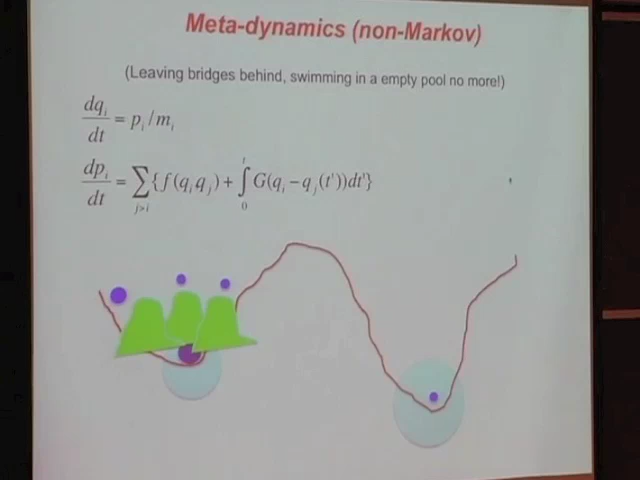 Meta-dynamics (non-Markov)
(Leaving bridges behind, swimming in a empty pool no more!)
dq_i/dt = p_i / m_i
dp_i/dt = ∑_{j>i} {f(q_i q_j) + ∫_0^t G(q_i − q_j(t'))dt'}